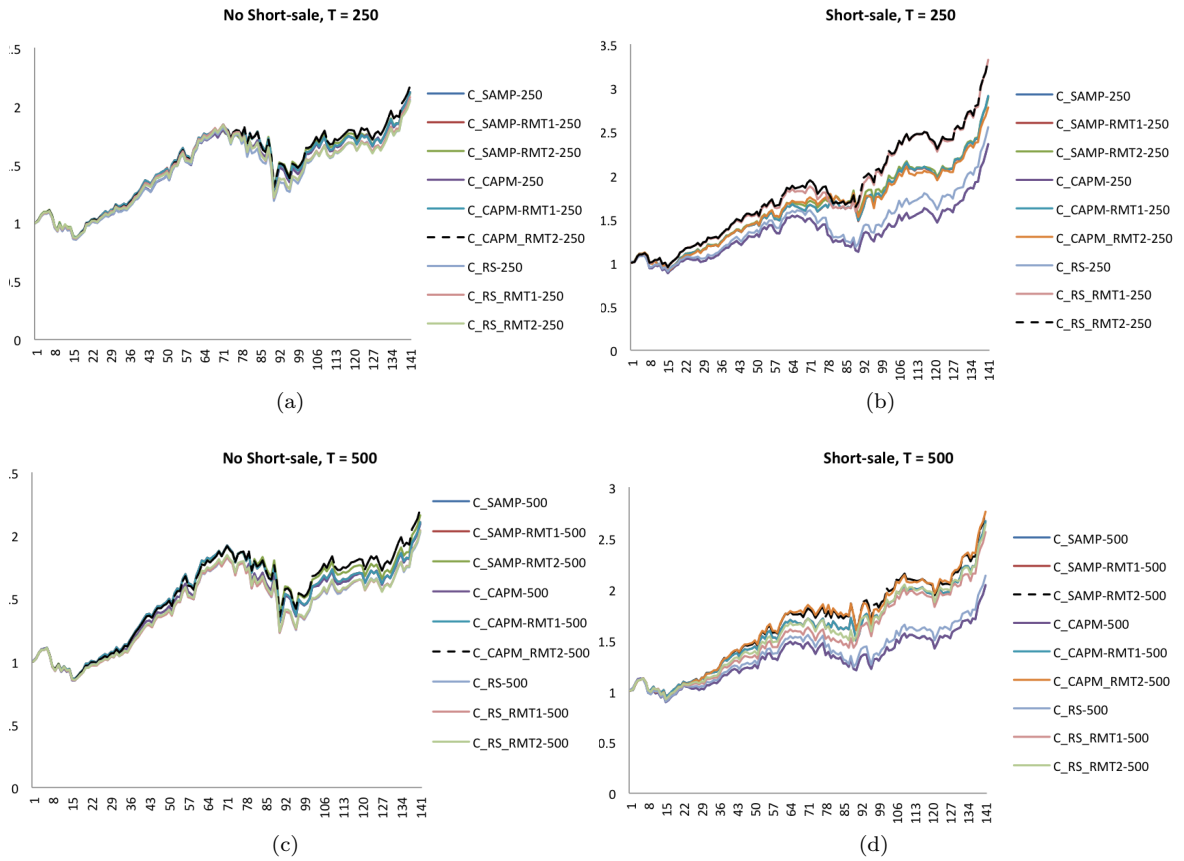 No Short-sale, T = 250
:.5
2
.5
1
0.5
0
1
8
15
22
29
36
43
50
57
64
71
78
85
92
99
106
113
120
127
134
141
C_SAMP-250
C_SAMP-RMT1-250
C_SAMP-RMT2-250
C_CAPM-250
C_CAPM-RMT1-250
C_CAPM_RMT2-250
C_RS-250
C_RS_RMT1-250
C_RS_RMT2-250
(a)
Short-sale, T = 250
3.5
3
2.5
2
1.5
1
0.5
0
1
8
15
22
29
36
43
50
57
64
71
78
85
92
99
106
113
120
127
134
141
C_SAMP-250
C_SAMP-RMT1-250
C_SAMP-RMT2-250
C_CAPM-250
C_CAPM-RMT1-250
C_CAPM_RMT2-250
C_RS-250
C_RS_RMT1-250
C_RS_RMT2-250
(b)
No Short-sale, T = 500
.5
2
.5
1
.5
0
1
8
15
22
29
36
43
50
57
64
71
78
85
92
99
106
113
120
127
134
141
C_SAMP-500
C_SAMP-RMT1-500
C_SAMP-RMT2-500
C_CAPM-500
C_CAPM-RMT1-500
C_CAPM_RMT2-500
C_RS-500
C_RS_RMT1-500
C_RS_RMT2-500
(c)
Short-sale, T = 500
3
2.5
2
1.5
1
0.5
0
1
8
15
22
29
36
43
50
57
64
71
78
85
92
99
106
113
120
127
134
141
C_SAMP-500
C_SAMP-RMT1-500
C_SAMP-RMT2-500
C_CAPM-500
C_CAPM-RMT1-500
C_CAPM_RMT2-500
C_RS-500
C_RS_RMT1-500
C_RS_RMT2-500
(d)